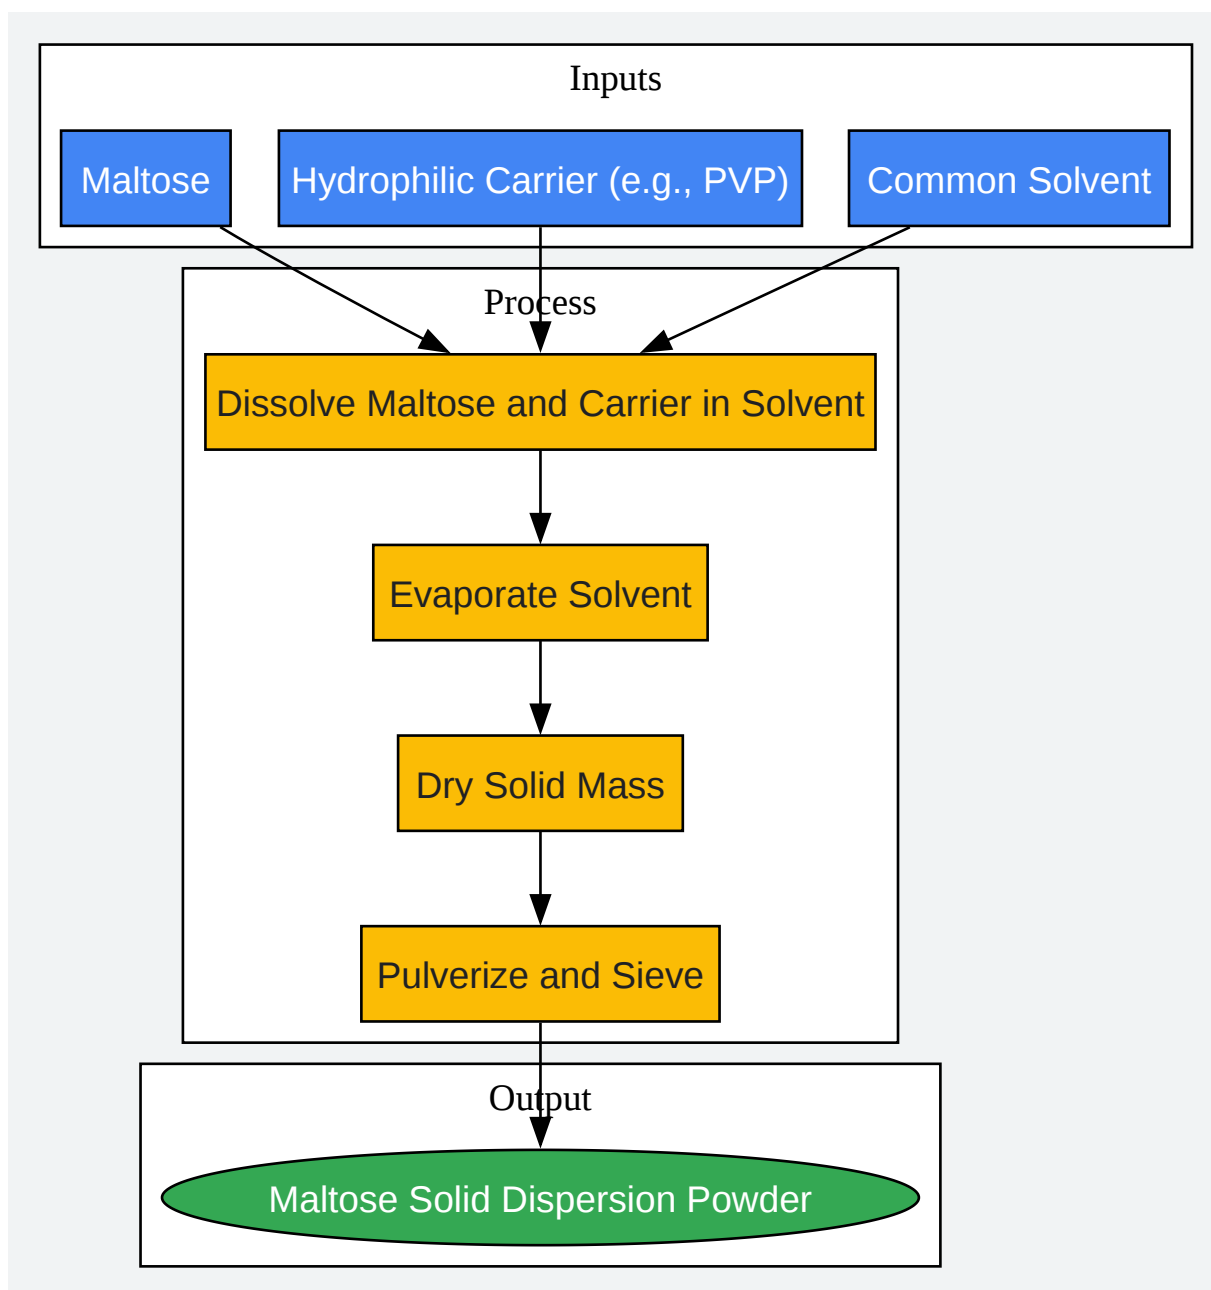 Inputs
Maltose
Hydrophilic Carrier (e.g., PVP)
Common Solvent
Process
Dissolve Maltose and Carrier in Solvent
Evaporate Solvent
Dry Solid Mass
Pulverize and Sieve
Output
Maltose Solid Dispersion Powder